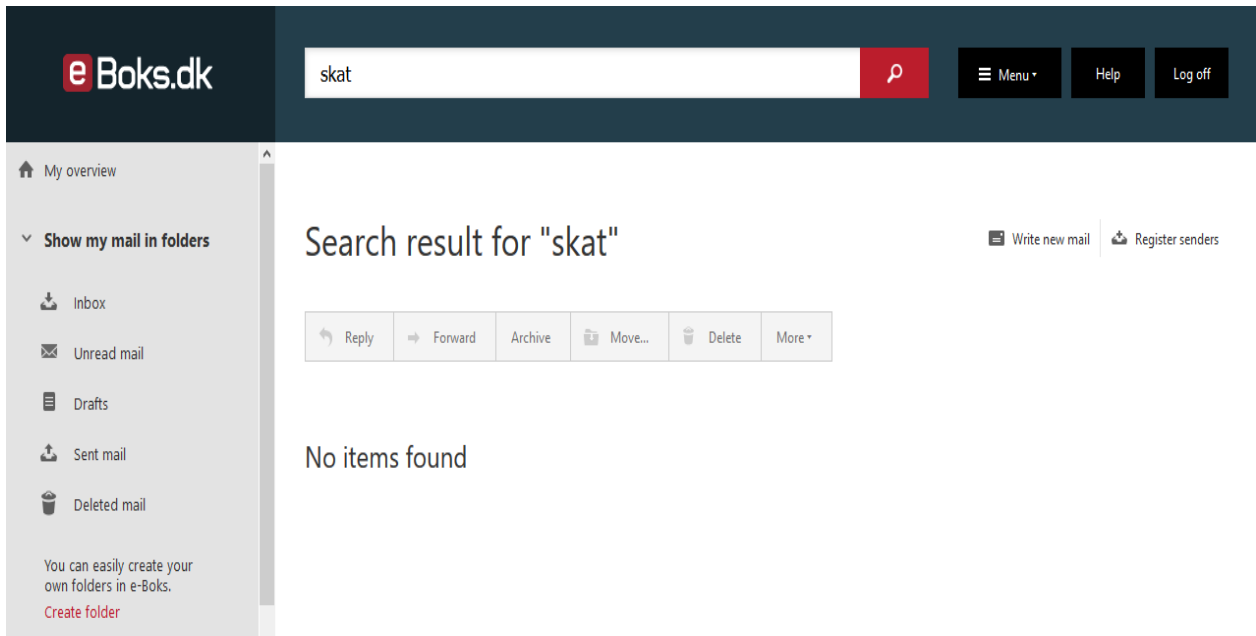 e Boks.dk
skat
Menu
Help
Log off
My overview
Show my mail in folders
Inbox
Unread mail
Drafts
Sent mail
Deleted mail
You can easily create your
own folders in e-Boks.
Create folder
Search result for "skat"
Write new mail
Register senders
Reply
Forward
Archive
Move...
Delete
More
No items found